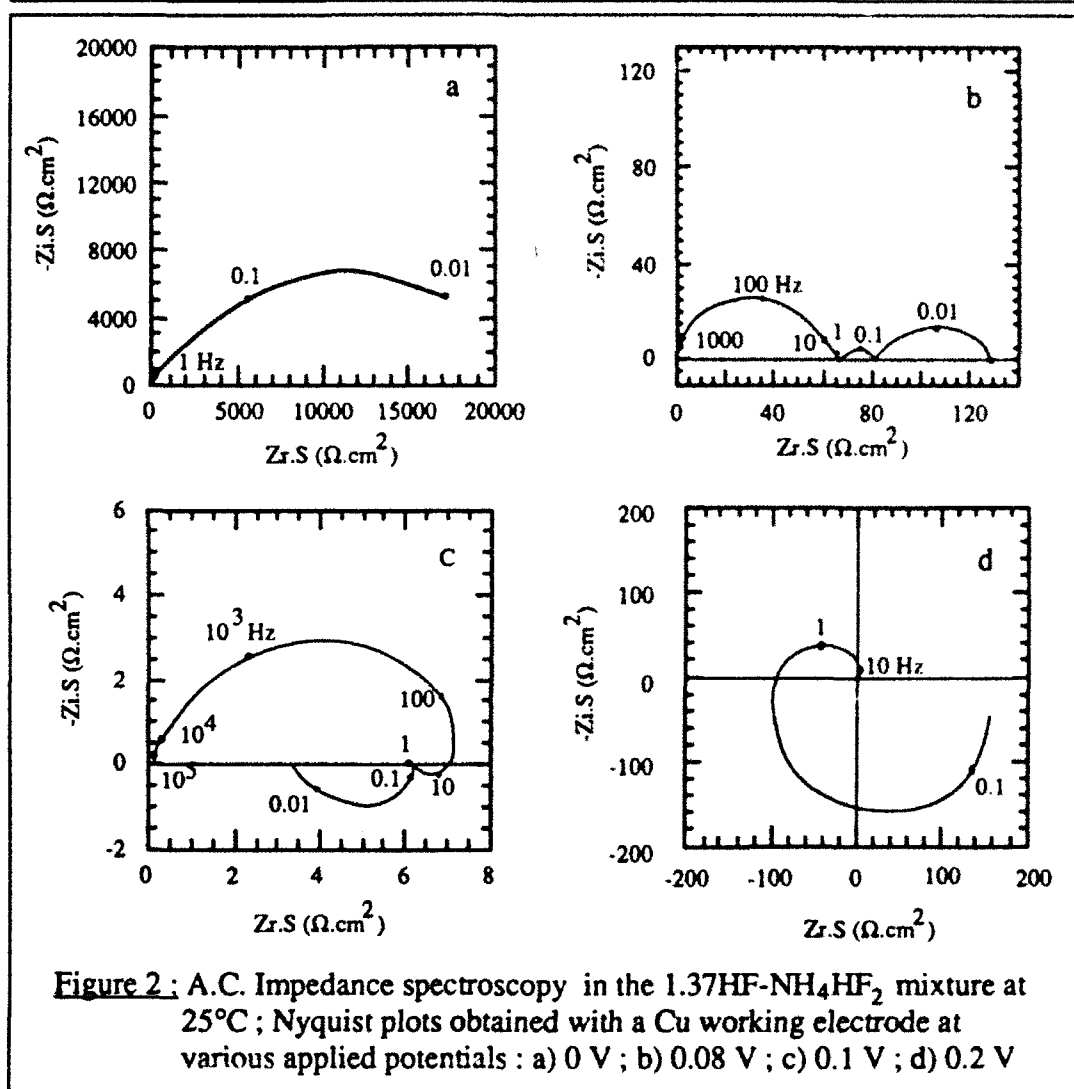 20000
16000
12000
8000
4000
0
-Zi.S (Ω.cm²)
a
0.1
0.01
1 Hz
0 5000 10000 15000 20000
Zr.S (Ω.cm²)
120
80
40
0
-Zi.S (Ω.cm²)
b
100 Hz
1000
10
1
0.1
0.01
0 40 80 120
Zr.S (Ω.cm²)
6
4
2
0
-2
-Zi.S (Ω.cm²)
c
10³ Hz
10⁴
10⁵
100
1
0.1
10
0.01
0 2 4 6 8
Zr.S (Ω.cm²)
200
100
0
-100
-200
-Zi.S (Ω.cm²)
d
1
10 Hz
0.1
-200 -100 0 100 200
Zr.S (Ω.cm²)
Figure 2 : A.C. Impedance spectroscopy in the 1.37HF-NH₄HF₂ mixture at
25°C ; Nyquist plots obtained with a Cu working electrode at
various applied potentials : a) 0 V ; b) 0.08 V ; c) 0.1 V ; d) 0.2 V